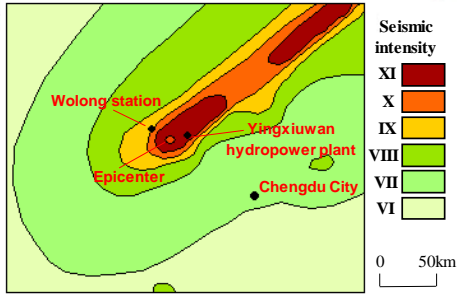 Seismic
intensity
XI
X
IX
VIII
VII
VI
0 50km
Wolong station
Yingxiuwan
hydropower plant
Epicenter
Chengdu City